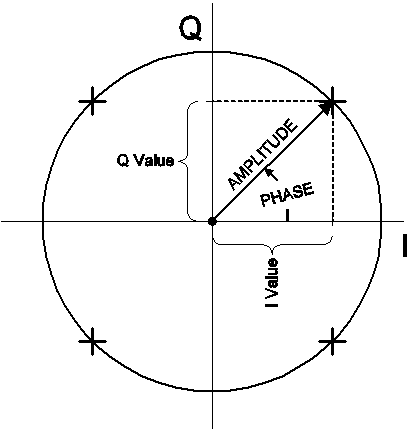 Q
Q Value
AMPLITUDE
PHASE
I
I Value